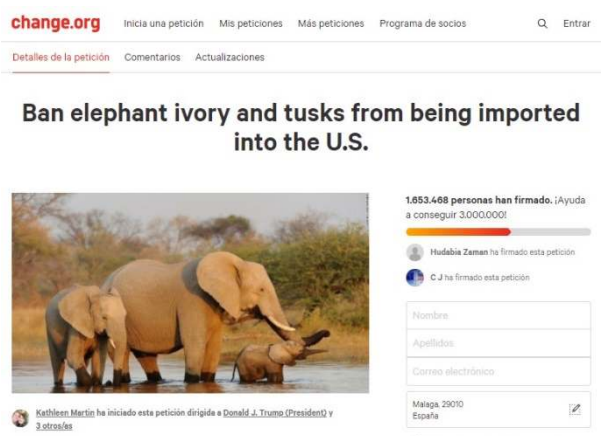 change.org
Inicia una petición Mis peticiones Más peticiones Programa de socios Entrar
Detalles de la petición Comentarios Actualizaciones
Ban elephant ivory and tusks from being imported
into the U.S.
1.653.468 personas han firmado. ¡Ayuda
a conseguir 3.000.000!
Hudabia Zaman ha firmado esta petición
C J ha firmado esta petición
Nombre
Apellidos
Correo electrónico
Malaga, 29010
España
Kathleen Martin ha iniciado esta petición dirigida a Donald J. Trump (President) y
3 otros/as